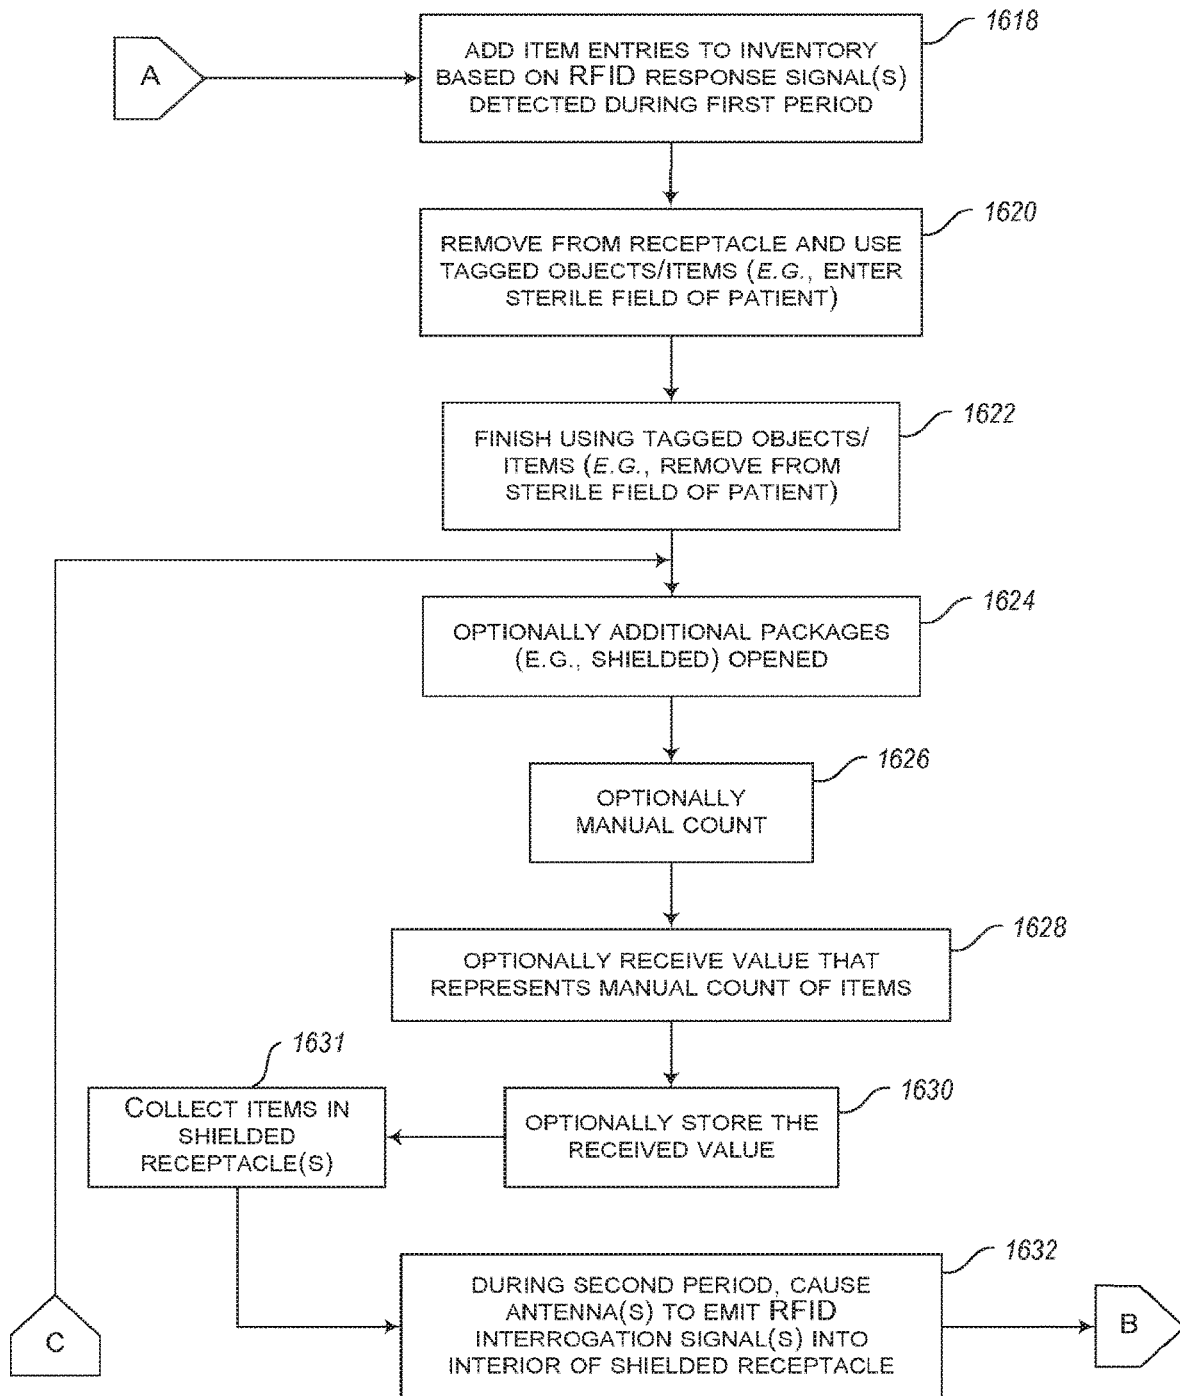 A
1618
ADD ITEM ENTRIES TO INVENTORY
BASED ON RFID RESPONSE SIGNAL(S)
DETECTED DURING FIRST PERIOD
1620
REMOVE FROM RECEPTACLE AND USE
TAGGED OBJECTS/ITEMS (E.G., ENTER
STERILE FIELD OF PATIENT)
1622
FINISH USING TAGGED OBJECTS/
ITEMS (E.G., REMOVE FROM
STERILE FIELD OF PATIENT)
1624
OPTIONALLY ADDITIONAL PACKAGES
(E.G., SHIELDED) OPENED
1626
OPTIONALLY
MANUAL COUNT
1628
OPTIONALLY RECEIVE VALUE THAT
REPRESENTS MANUAL COUNT OF ITEMS
1630
OPTIONALLY STORE THE
RECEIVED VALUE
1631
COLLECT ITEMS IN
SHIELDED
RECEPTACLE(S)
1632
DURING SECOND PERIOD, CAUSE
ANTENNA(S) TO EMIT RFID
INTERROGATION SIGNAL(S) INTO
INTERIOR OF SHIELDED RECEPTACLE
B
C